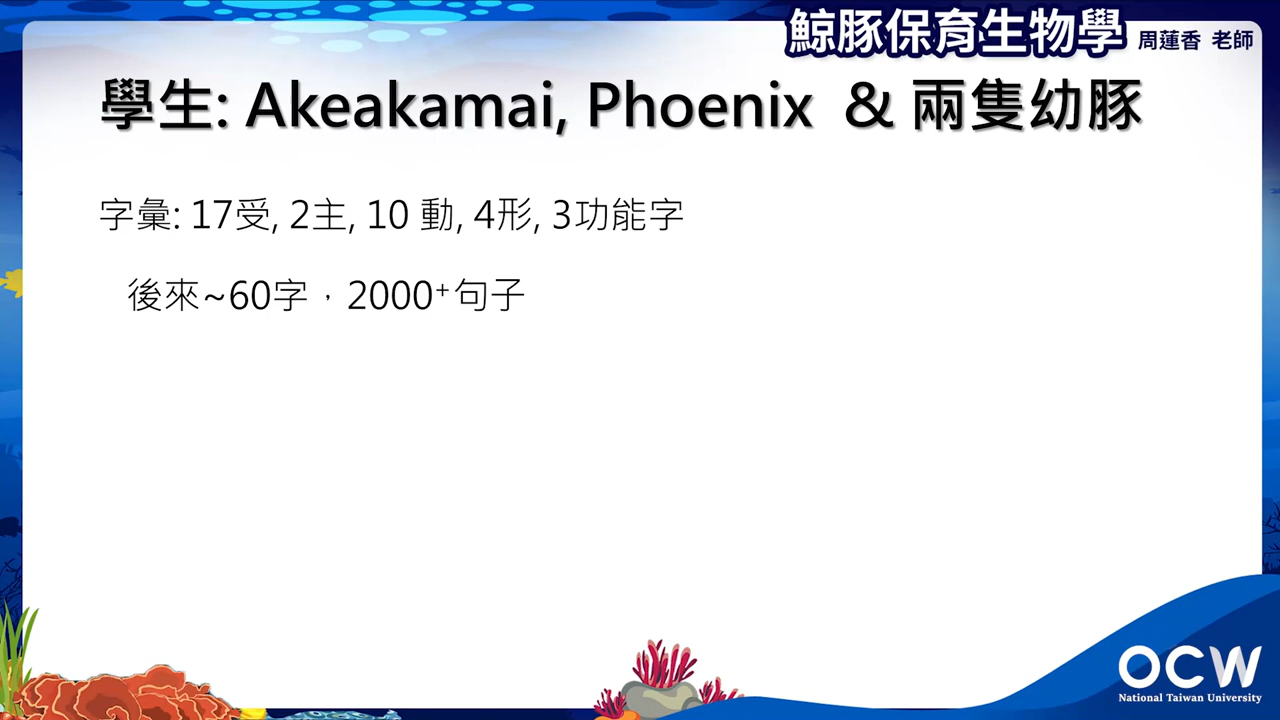 鯨豚保育生物學 周蓮香 老師
學生: Akeakamai, Phoenix & 兩隻幼豚
字彙: 17受, 2主, 10 動, 4形, 3功能字
後來~60字，2000⁺句子
OCW
National Taiwan University